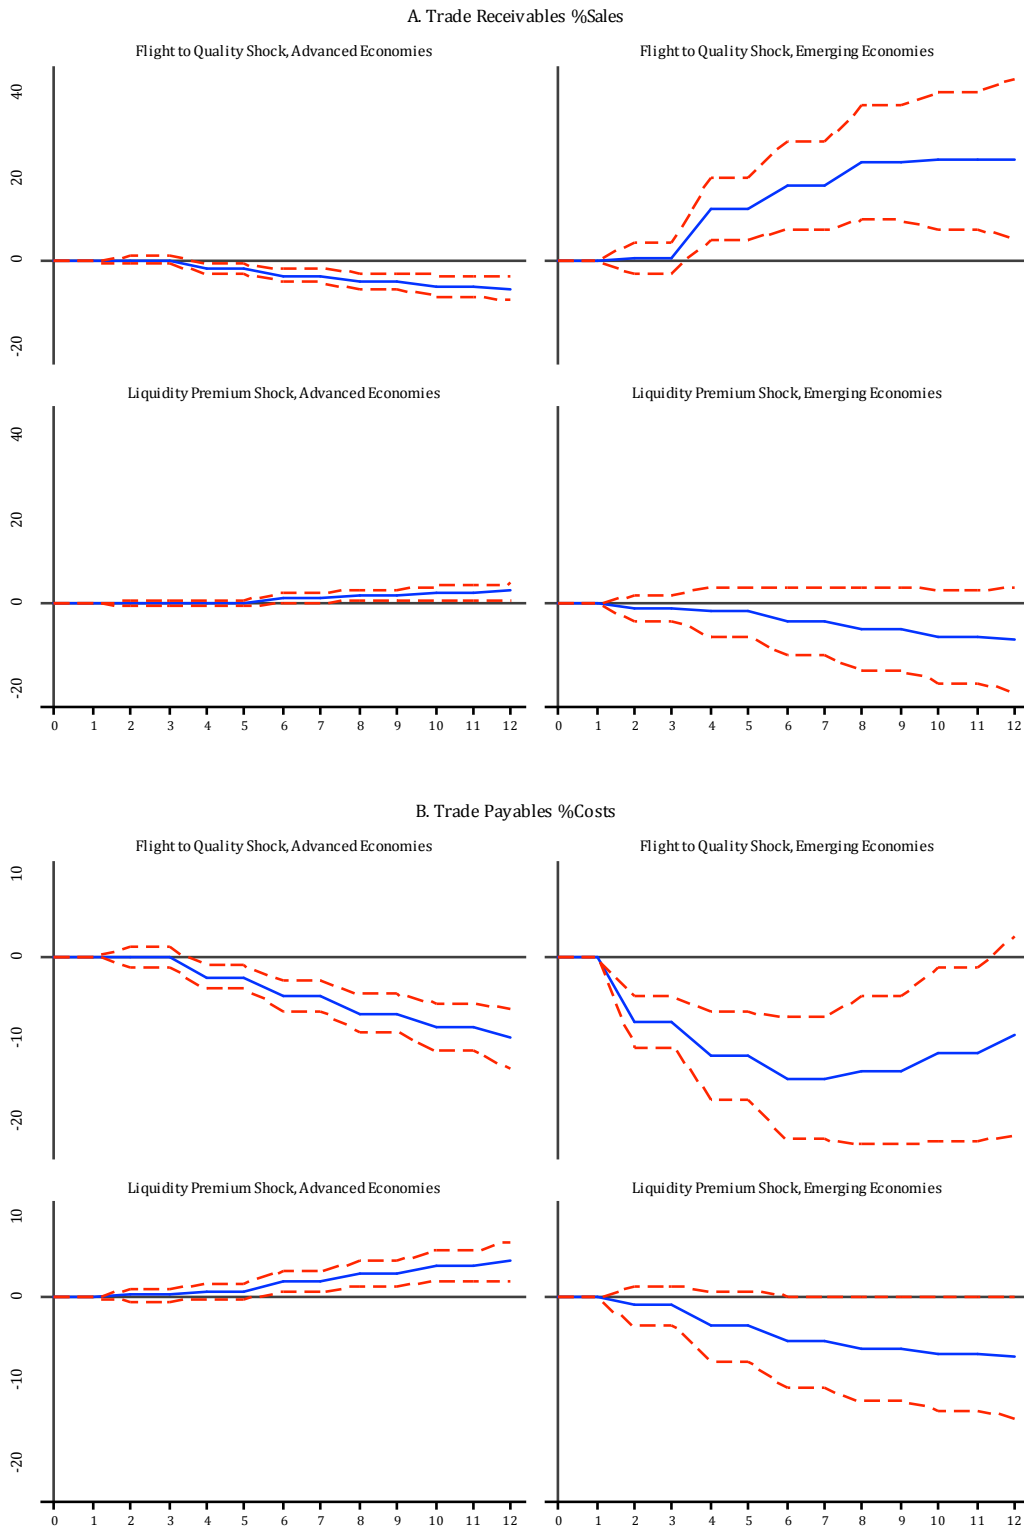 A. Trade Receivables %Sales
Flight to Quality Shock, Advanced Economies
Flight to Quality Shock, Emerging Economies
40
20
0
-20
Liquidity Premium Shock, Advanced Economies
Liquidity Premium Shock, Emerging Economies
40
20
0
-20
0 1 2 3 4 5 6 7 8 9 10 11 12
0 1 2 3 4 5 6 7 8 9 10 11 12
B. Trade Payables %Costs
Flight to Quality Shock, Advanced Economies
Flight to Quality Shock, Emerging Economies
10
0
-10
-20
Liquidity Premium Shock, Advanced Economies
Liquidity Premium Shock, Emerging Economies
10
0
-10
-20
0 1 2 3 4 5 6 7 8 9 10 11 12
0 1 2 3 4 5 6 7 8 9 10 11 12